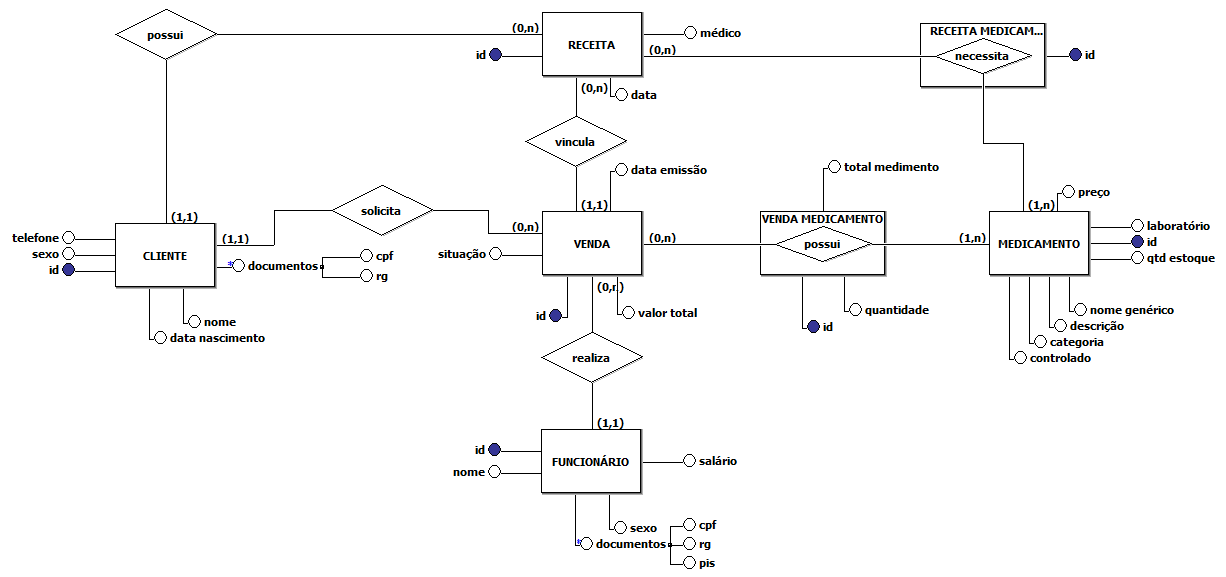 possui
(0,n)
RECEITA
id
médico
(0,n)
RECEITA MEDICAM...
necessita
id
(0,n)
data
vincula
data emissão
total medimento
preço
(1,1)
solicita
(1,1)
(0,n)
(1,1)
(1,n)
telefone
sexo
id
CLIENTE
* documentos
cpf
rg
nome
data nascimento
situação
VENDA
(0,n)
VENDA MEDICAMENTO
possui
(1,n)
MEDICAMENTO
laboratório
id
qtd estoque
(0,n)
id
valor total
quantidade
id
nome genérico
descrição
categoria
controlado
realiza
(1,1)
id
nome
FUNCIONÁRIO
salário
sexo
* documentos
cpf
rg
pis